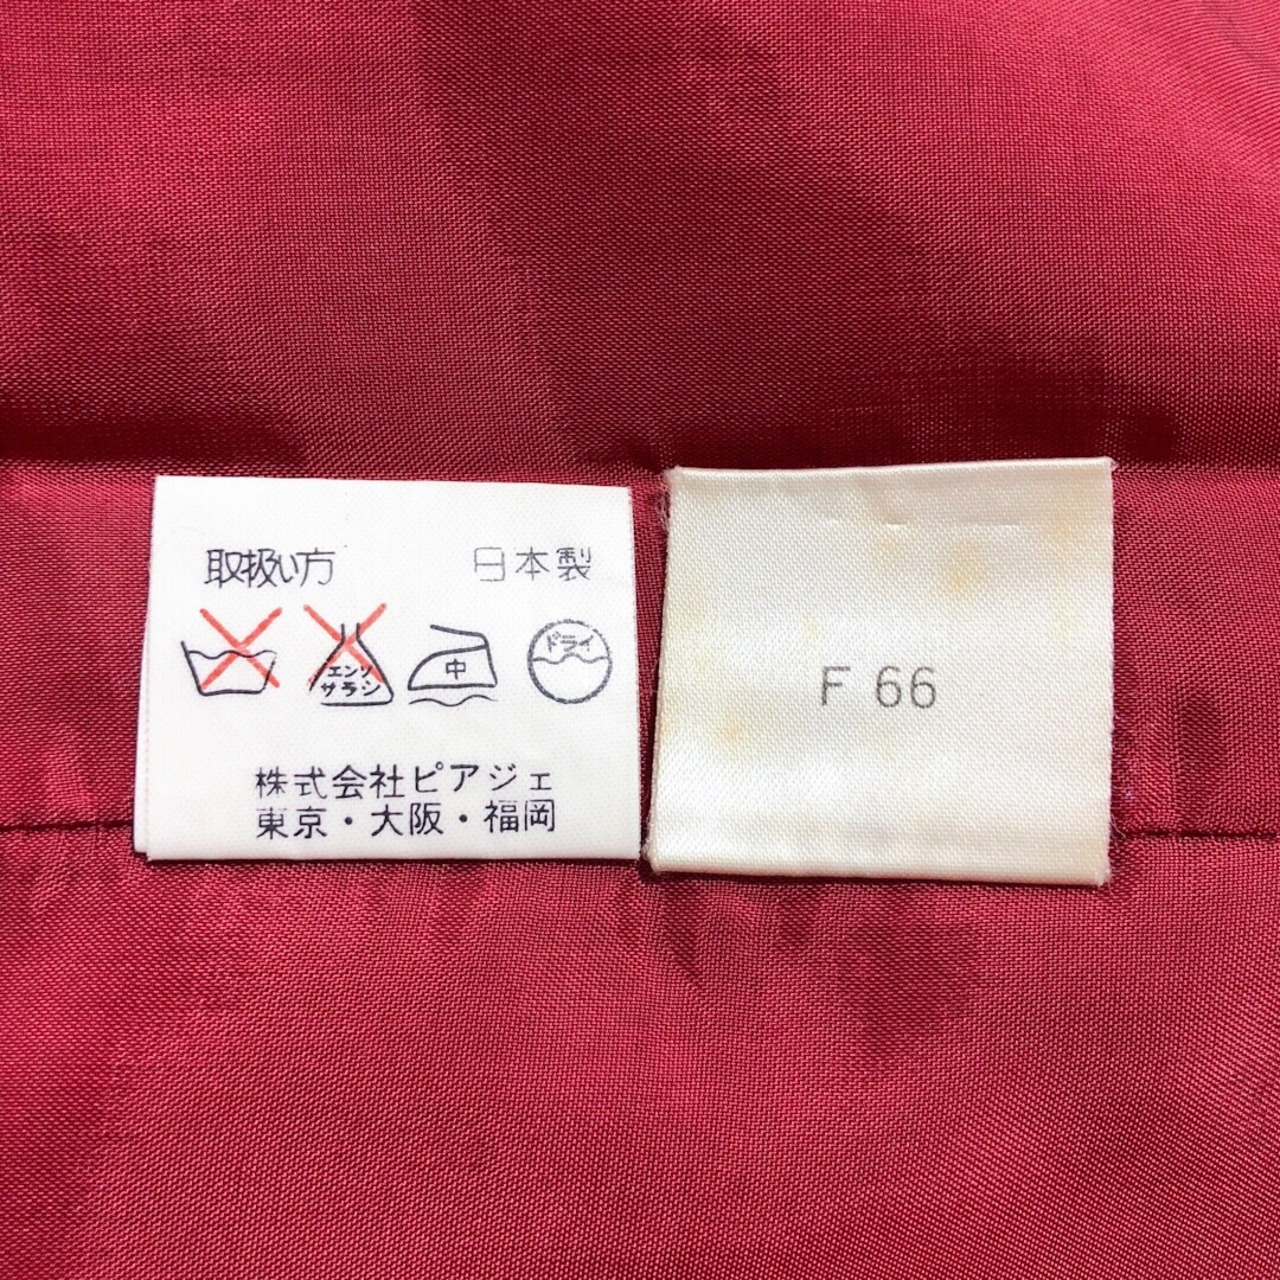 取扱い方 日本製
エンソ
サラシ
中
ドライ
株式会社ピアジェ
東京・大阪・福岡
F 66